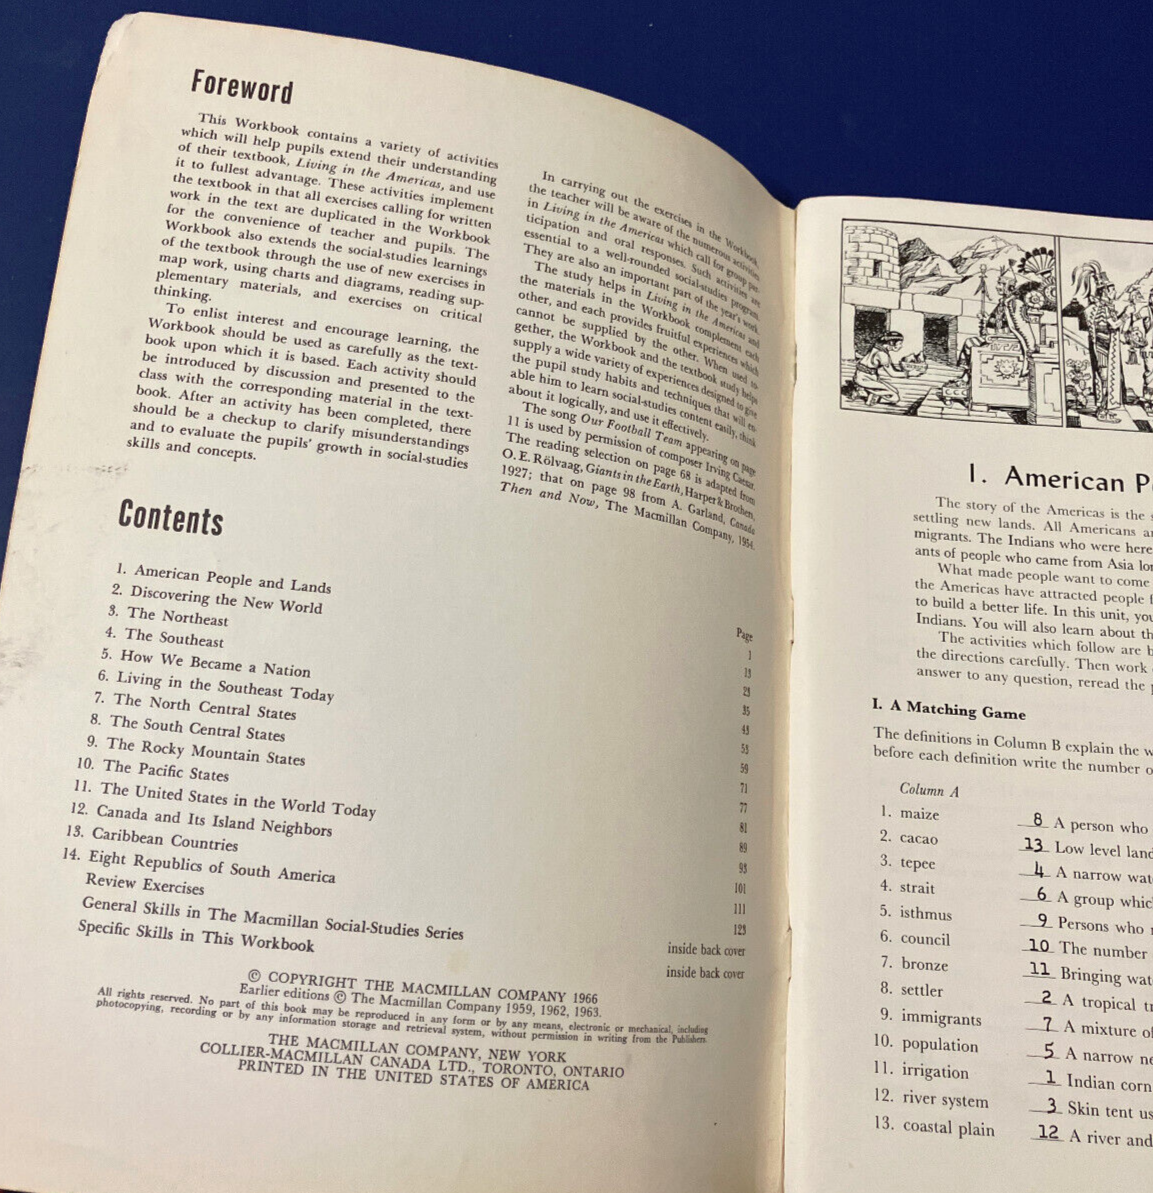 Foreword
This Workbook contains a variety of activities
which will help pupils extend their understanding
of their textbook, Living in the Americas, and use
it to fullest advantage. These activities implement
the textbook in that all exercises calling for written
work in the text are duplicated in the Workbook
for the convenience of teacher and pupils. The
Workbook also extends the social-studies learnings
of the textbook through the use of new exercises in
map work, using charts and diagrams, reading sup-
plementary materials, and exercises on critical
thinking.
To enlist interest and encourage learning, the
Workbook should be used as carefully as the text-
book upon which it is based. Each activity should
be introduced by discussion and presented to the
class with the corresponding material in the text-
book. After an activity has been completed, there
should be a checkup to clarify misunderstandings
and to evaluate the pupils' growth in social-studies
skills and concepts.
In carrying out the exercises in the Workbook,
the teacher will be aware of the numerous activities
in Living in the Americas which call for group par-
ticipation and oral responses. Such activities are
essential to a well-rounded social-studies program.
They are also an important part of the year's work.
The study helps in Living in the Americas and
the materials in the Workbook complement each
other, and each provides fruitful experiences which
cannot be supplied by the other. When used to-
gether, the Workbook and the textbook study helps
supply a wide variety of experiences designed to give
the pupil study habits and techniques that will en-
able him to learn social-studies content easily, think
about it logically, and use it effectively.
The song Our Football Team appearing on page
11 is used by permission of composer Irving Caesar.
The reading selection on page 68 is adapted from
O. E. Rölvaag, Giants in the Earth, Harper & Brothers,
1927; that on page 98 from A. Garland, Canada
Then and Now, The Macmillan Company, 1954.
Contents
Page
1. American People and Lands 1
2. Discovering the New World 13
3. The Northeast 23
4. The Southeast 35
5. How We Became a Nation 43
6. Living in the Southeast Today 53
7. The North Central States 59
8. The South Central States 71
9. The Rocky Mountain States 77
10. The Pacific States 81
11. The United States in the World Today 89
12. Canada and Its Island Neighbors 93
13. Caribbean Countries 101
14. Eight Republics of South America 111
Review Exercises 123
General Skills in The Macmillan Social-Studies Series inside back cover
Specific Skills in This Workbook inside back cover
© COPYRIGHT THE MACMILLAN COMPANY 1966
Earlier editions © The Macmillan Company 1959, 1962, 1963.
All rights reserved. No part of this book may be reproduced in any form or by any means, electronic or mechanical, including
photocopying, recording or by any information storage and retrieval system, without permission in writing from the Publishers.
THE MACMILLAN COMPANY, NEW YORK
COLLIER-MACMILLAN CANADA LTD., TORONTO, ONTARIO
PRINTED IN THE UNITED STATES OF AMERICA
I. American P
The story of the Americas is the
settling new lands. All Americans
migrants. The Indians who were here
ants of people who came from Asia
What made people want to come
the Americas have attracted people
to build a better life. In this unit, you
Indians. You will also learn about
The activities which follow are
the directions carefully. Then work
answer to any question, reread the
I. A Matching Game
The definitions in Column B explain the
before each definition write the number
Column A
1. maize 8 A person who
2. cacao 13 Low level land
3. tepee 4 A narrow
4. strait 6 A group
5. isthmus 9 Persons who
6. council 10 The number
7. bronze 11 Bringing
8. settler 2 A tropical
9. immigrants 7 A mixture
10. population 5 A narrow
11. irrigation 1 Indian corn
12. river system 3 Skin tent
13. coastal plain 12 A river and